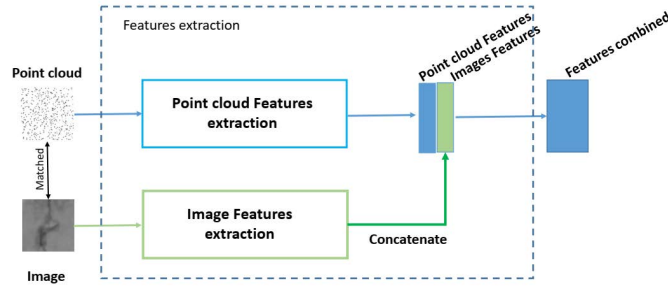 Features extraction
Point cloud
Point cloud Features
extraction
Point cloud Features
Images Features
Features combined
Matched
Image Features
extraction
Concatenate
Image